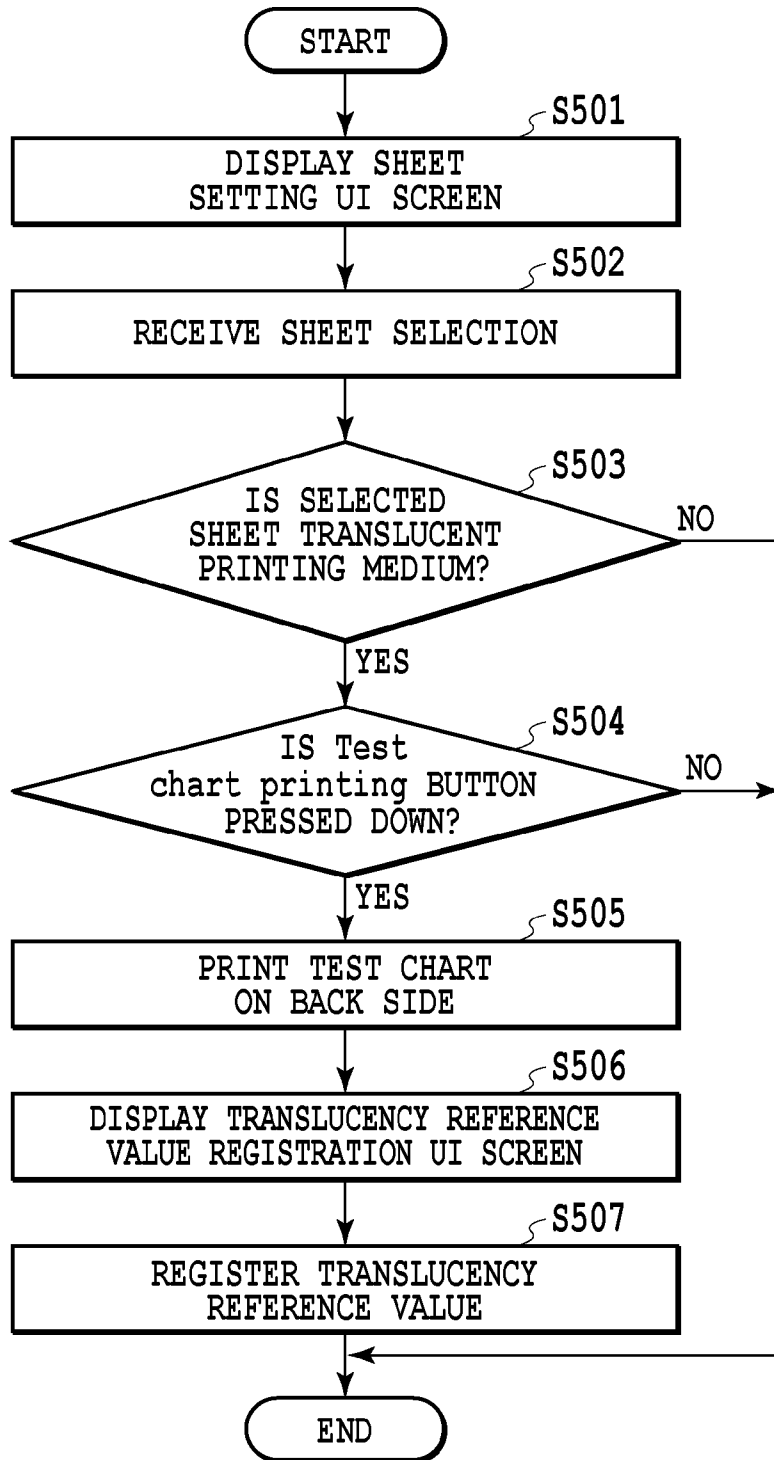 START
S501
DISPLAY SHEET
SETTING UI SCREEN
S502
RECEIVE SHEET SELECTION
S503
IS SELECTED
SHEET TRANSLUCENT
PRINTING MEDIUM?
NO
YES
S504
IS Test
chart printing BUTTON
PRESSED DOWN?
NO
YES
S505
PRINT TEST CHART
ON BACK SIDE
S506
DISPLAY TRANSLUCENCY REFERENCE
VALUE REGISTRATION UI SCREEN
S507
REGISTER TRANSLUCENCY
REFERENCE VALUE
END